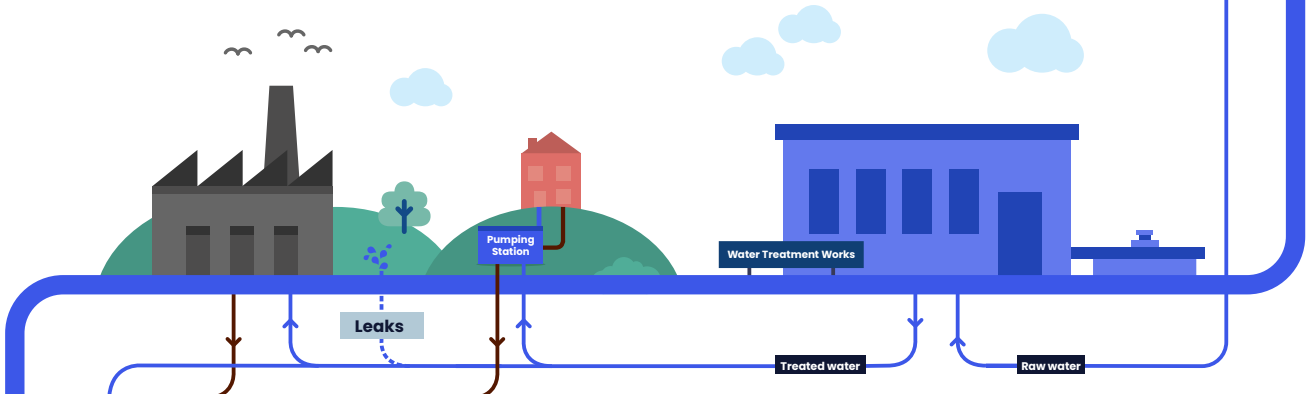 Pumping
Station
Water Treatment Works
Leaks
Treated water
Raw water